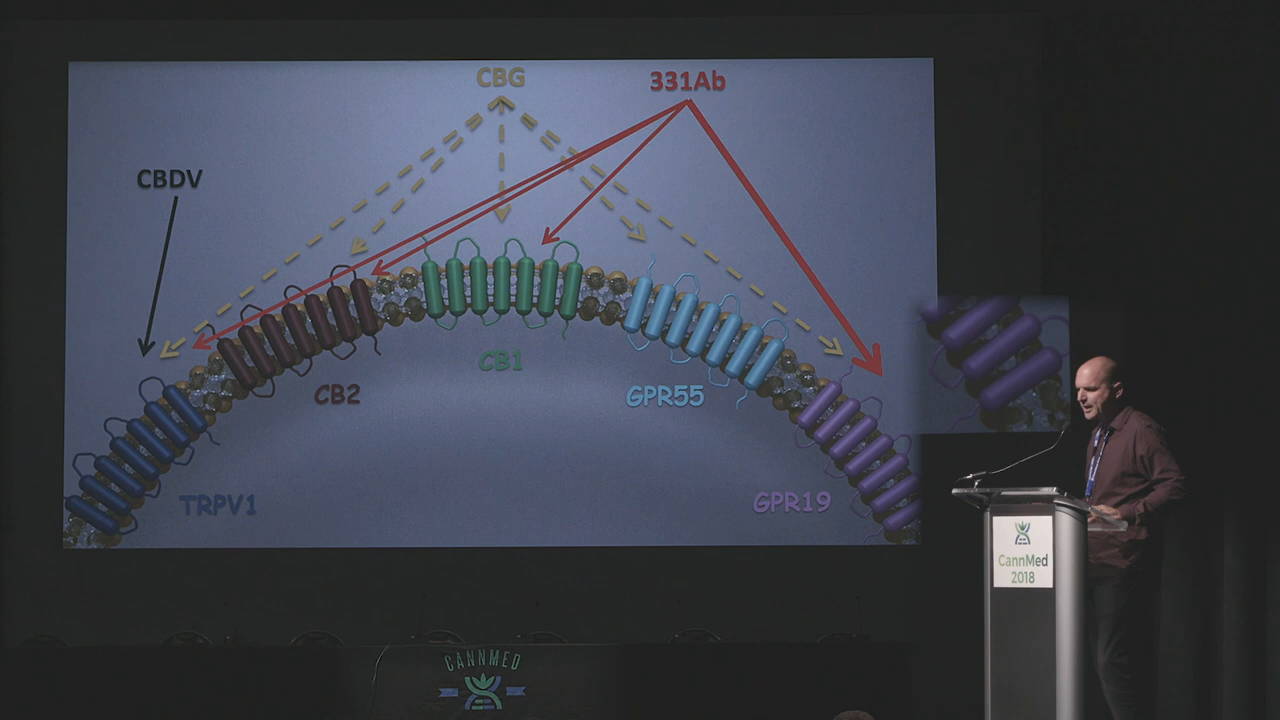 CBG
331Ab
CBDV
CB1
CB2
GPR55
TRPV1
GPR19
CannMed
2018
CANNMED